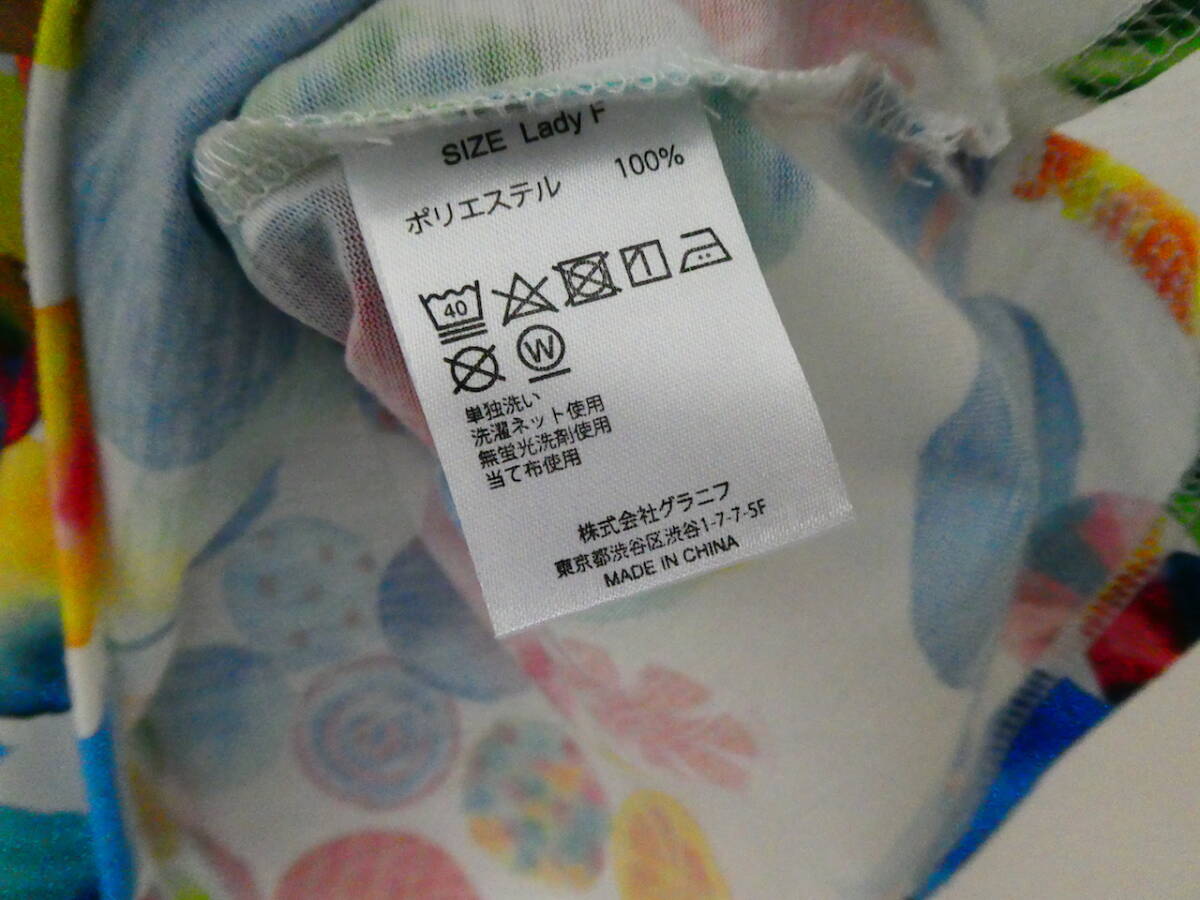 SIZE Lady F
ポリエステル 100%
40
W
単独洗い
洗濯ネット使用
無蛍光洗剤使用
当て布使用
株式会社グラニフ
東京都渋谷区渋谷1-7-7-5F
MADE IN CHINA